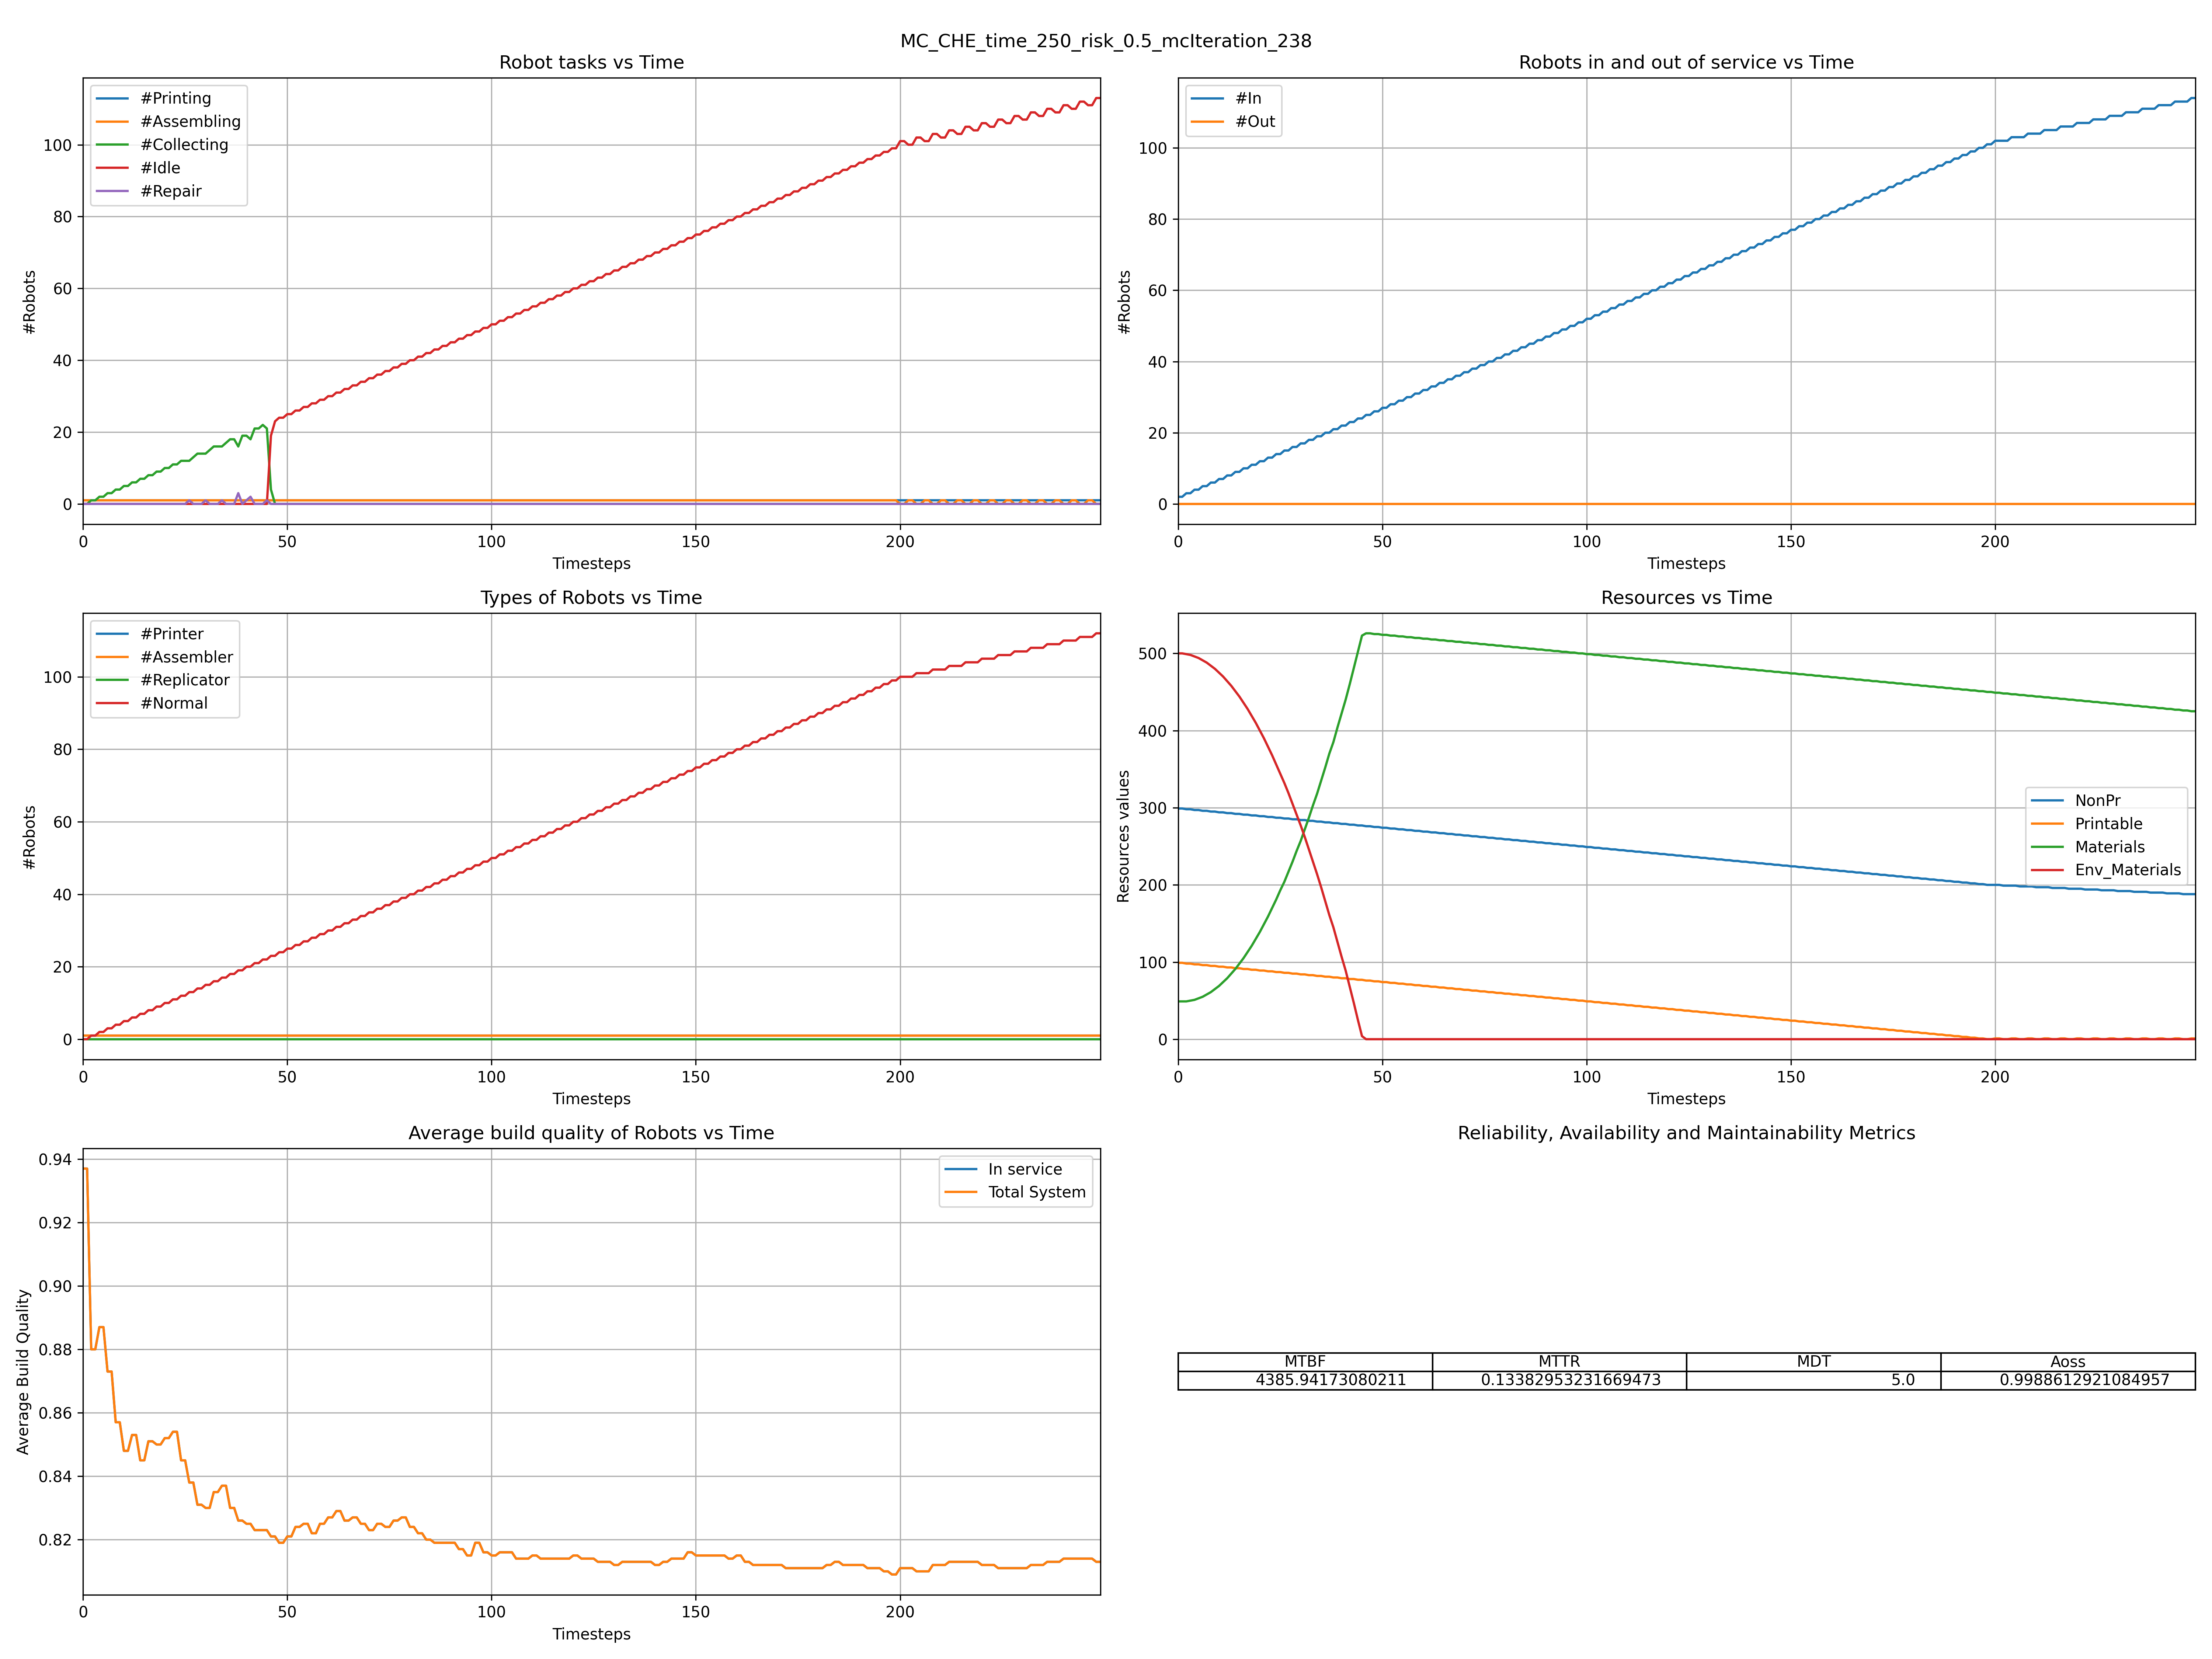 MC_CHE_time_250_risk_0.5_mcIteration_238
Robot tasks vs Time
#Printing
#Assembling
#Collecting
#Idle
#Repair
#Robots
100
80
60
40
20
0
0 50 100 150 200
Timesteps
Robots in and out of service vs Time
#In
#Out
#Robots
100
80
60
40
20
0
0 50 100 150 200
Timesteps
Types of Robots vs Time
#Printer
#Assembler
#Replicator
#Normal
#Robots
100
80
60
40
20
0
0 50 100 150 200
Timesteps
Resources vs Time
NonPr
Printable
Materials
Env_Materials
Resources values
500
400
300
200
100
0
0 50 100 150 200
Timesteps
Average build quality of Robots vs Time
In service
Total System
Average Build Quality
0.94
0.92
0.90
0.88
0.86
0.84
0.82
0 50 100 150 200
Timesteps
Reliability, Availability and Maintainability Metrics
MTBF MTTR MDT Aoss
4385.94173080211 0.13382953231669473 5.0 0.9988612921084957